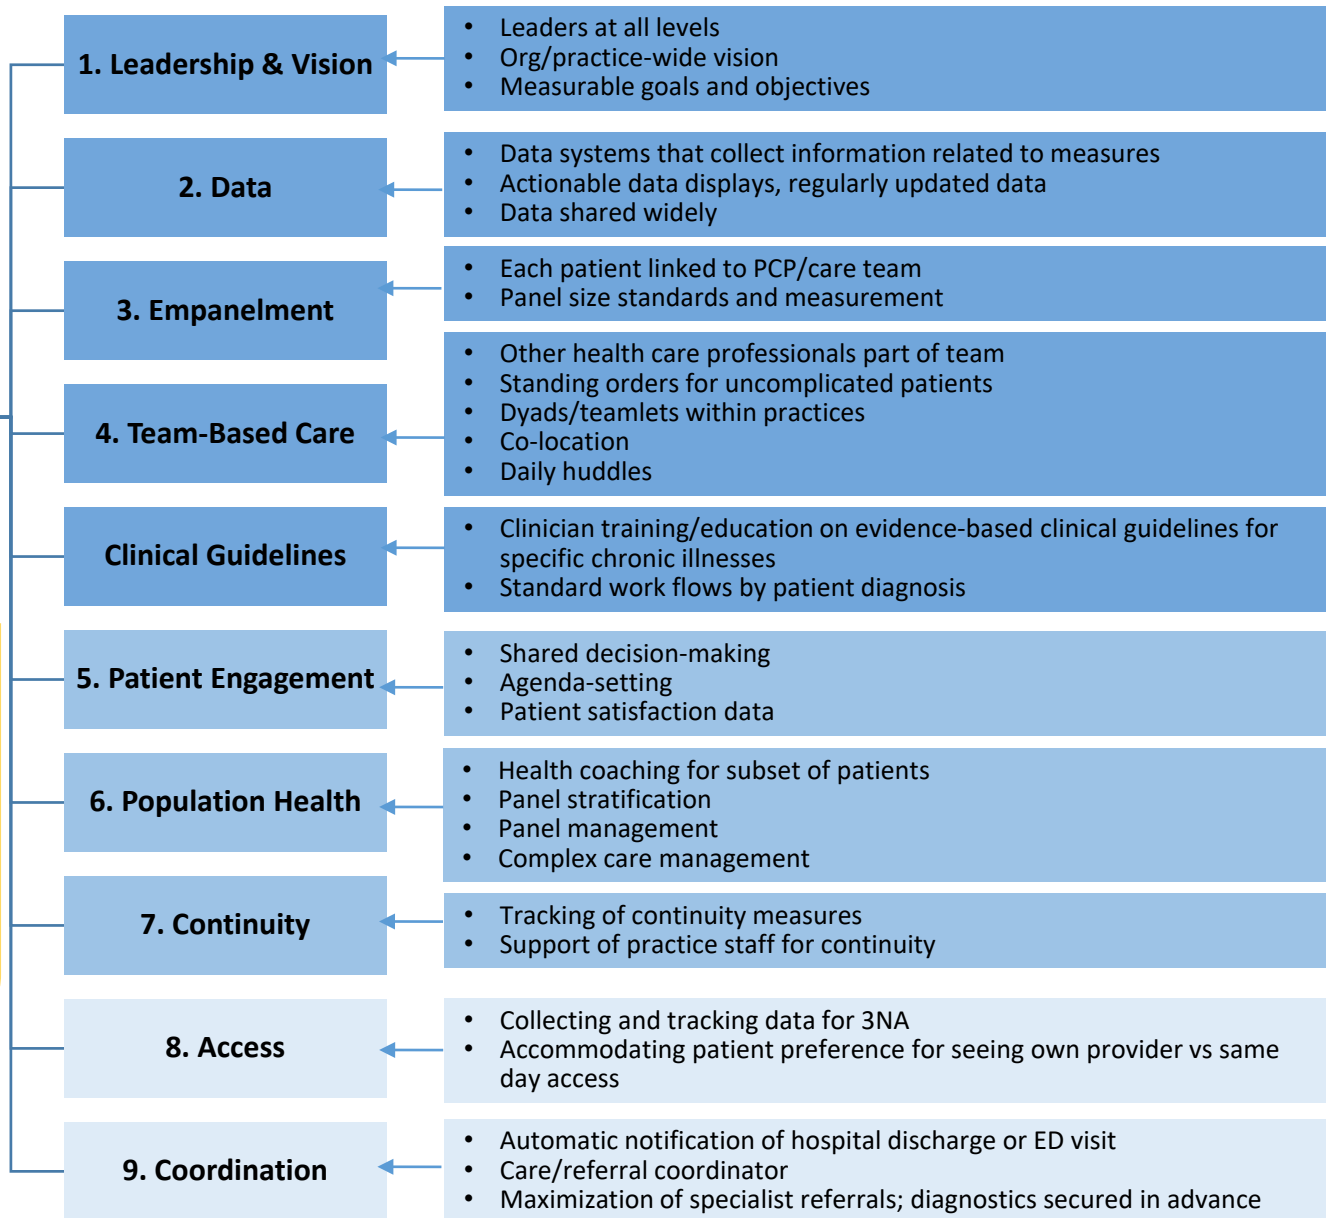 1. Leadership & Vision
• Leaders at all levels
• Org/practice-wide vision
• Measurable goals and objectives
2. Data
• Data systems that collect information related to measures
• Actionable data displays, regularly updated data
• Data shared widely
3. Empanelment
• Each patient linked to PCP/care team
• Panel size standards and measurement
4. Team-Based Care
• Other health care professionals part of team
• Standing orders for uncomplicated patients
• Dyads/teamlets within practices
• Co-location
• Daily huddles
Clinical Guidelines
• Clinician training/education on evidence-based clinical guidelines for
specific chronic illnesses
• Standard work flows by patient diagnosis
5. Patient Engagement
• Shared decision-making
• Agenda-setting
• Patient satisfaction data
6. Population Health
• Health coaching for subset of patients
• Panel stratification
• Panel management
• Complex care management
7. Continuity
• Tracking of continuity measures
• Support of practice staff for continuity
8. Access
• Collecting and tracking data for 3NA
• Accommodating patient preference for seeing own provider vs same
day access
9. Coordination
• Automatic notification of hospital discharge or ED visit
• Care/referral coordinator
• Maximization of specialist referrals; diagnostics secured in advance